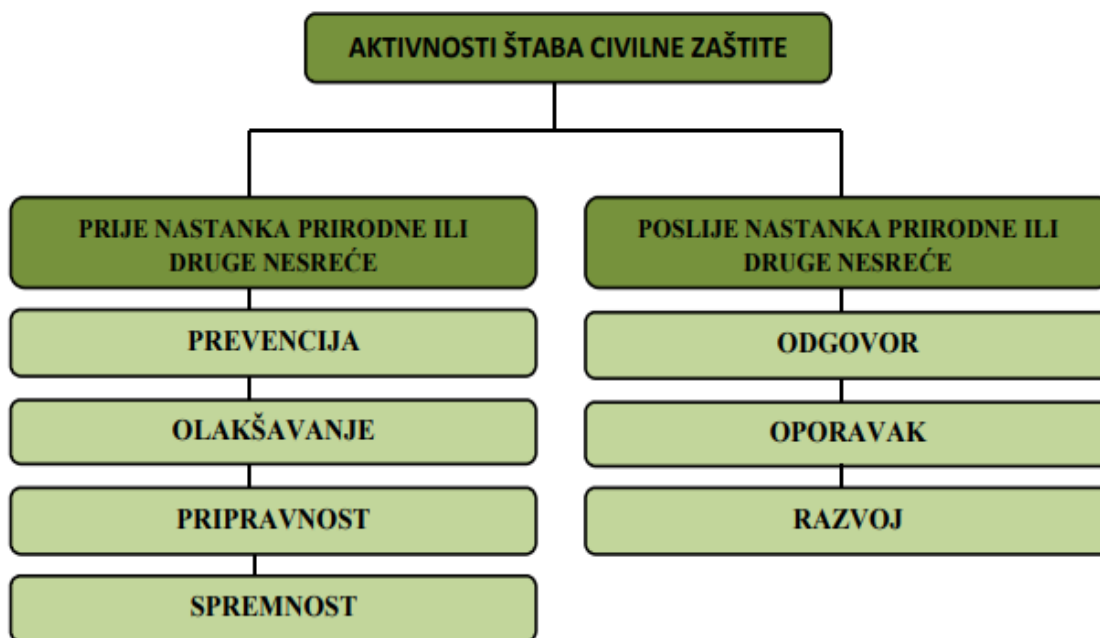 AKTIVNOSTI ŠTABA CIVILNE ZAŠTITE
PRIJE NASTANKA PRIRODNE ILI
DRUGE NESREĆE
PREVENCIJA
OLAKŠAVANJE
PRIPRAVNOST
SPREMNOST
POSLIJE NASTANKA PRIRODNE ILI
DRUGE NESREĆE
ODGOVOR
OPORAVAK
RAZVOJ